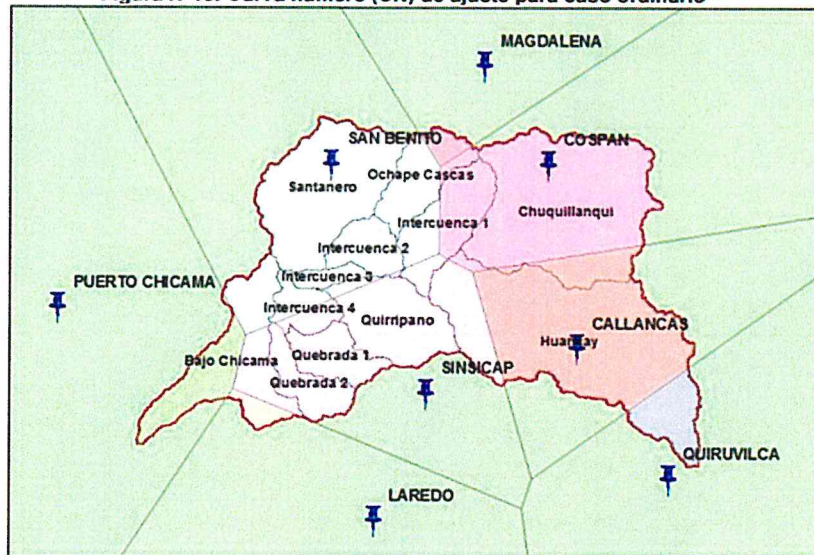 MAGDALENA
SAN BENITO
COSPAN
Ochape Cascas
Santanero
Chuquillanqui
Intercuenca 1
Intercuenca 2
Intercuenca 3
PUERTO CHICAMA
Intercuenca 4
Quirripano
CALLANCAS
Bajo Chicama
Quebrada 1
SINSICAP
Quebrada 2
QUIRUVILCA
LAREDO